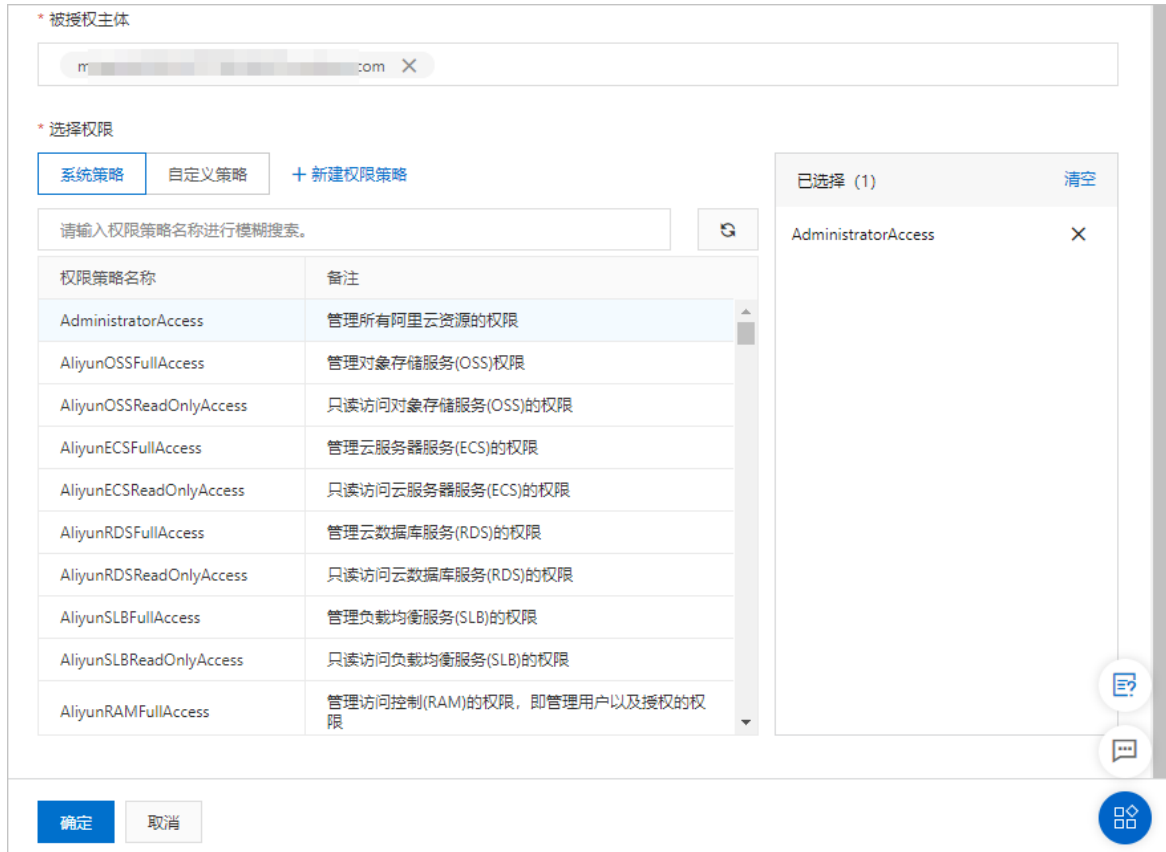 * 被授权主体
* 选择权限
系统策略 自定义策略 + 新建权限策略
已选择 (1) 清空
请输入权限策略名称进行模糊搜索。
AdministratorAccess
权限策略名称 备注
AdministratorAccess 管理所有阿里云资源的权限
AliyunOSSFullAccess 管理对象存储服务(OSS)权限
AliyunOSSReadOnlyAccess 只读访问对象存储服务(OSS)的权限
AliyunECSFullAccess 管理云服务器服务(ECS)的权限
AliyunECSReadOnlyAccess 只读访问云服务器服务(ECS)的权限
AliyunRDSFullAccess 管理云数据库服务(RDS)的权限
AliyunRDSReadOnlyAccess 只读访问云数据库服务(RDS)的权限
AliyunSLBFullAccess 管理负载均衡服务(SLB)的权限
AliyunSLBReadOnlyAccess 只读访问负载均衡服务(SLB)的权限
AliyunRAMFullAccess 管理访问控制(RAM)的权限，即管理用户以及授权的权
限
确定 取消